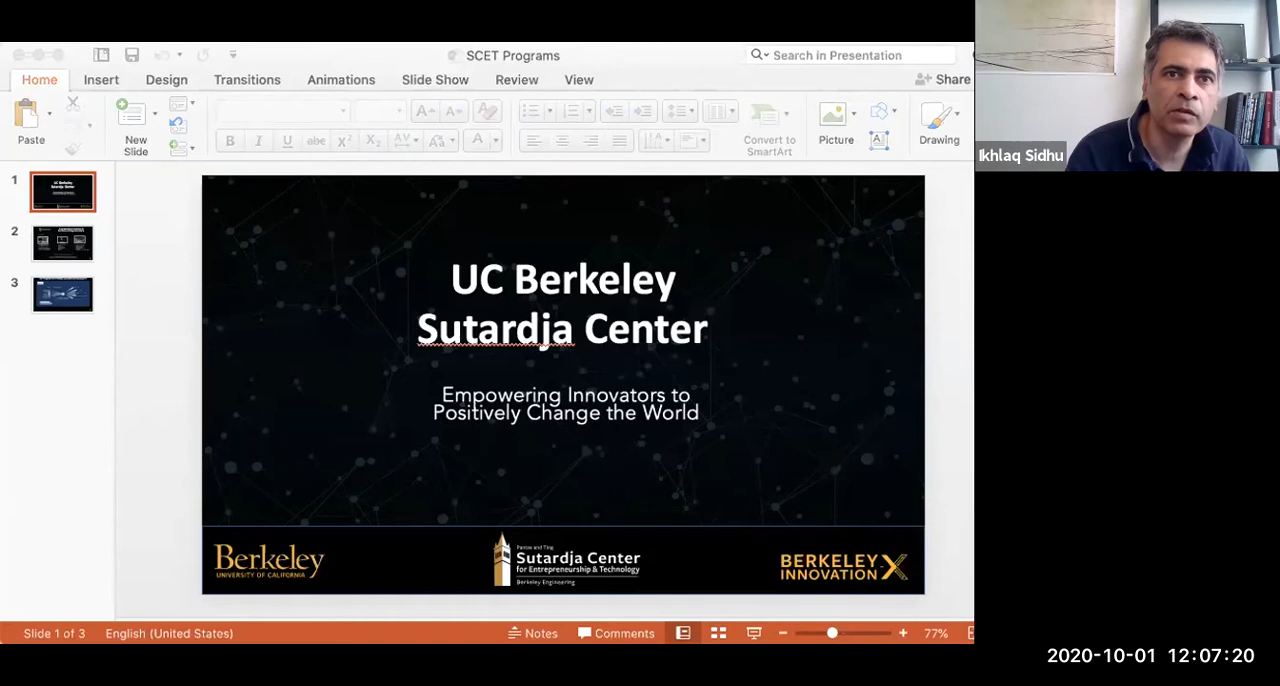 SCET Programs
Search in Presentation
Home
Insert
Design
Transitions
Animations
Slide Show
Review
View
Share
Paste
New
Slide
Convert to
SmartArt
Picture
Drawing
Ikhlaq Sidhu
1
2
3
UC Berkeley
Sutardja Center
Empowering Innovators to
Positively Change the World
Berkeley
UNIVERSITY OF CALIFORNIA
Pantas and Ting
Sutardja Center
for Entrepreneurship & Technology
Berkeley Engineering
BERKELEY
INNOVATION X
Slide 1 of 3
English (United States)
Notes
Comments
77%
2020-10-01 12:07:20